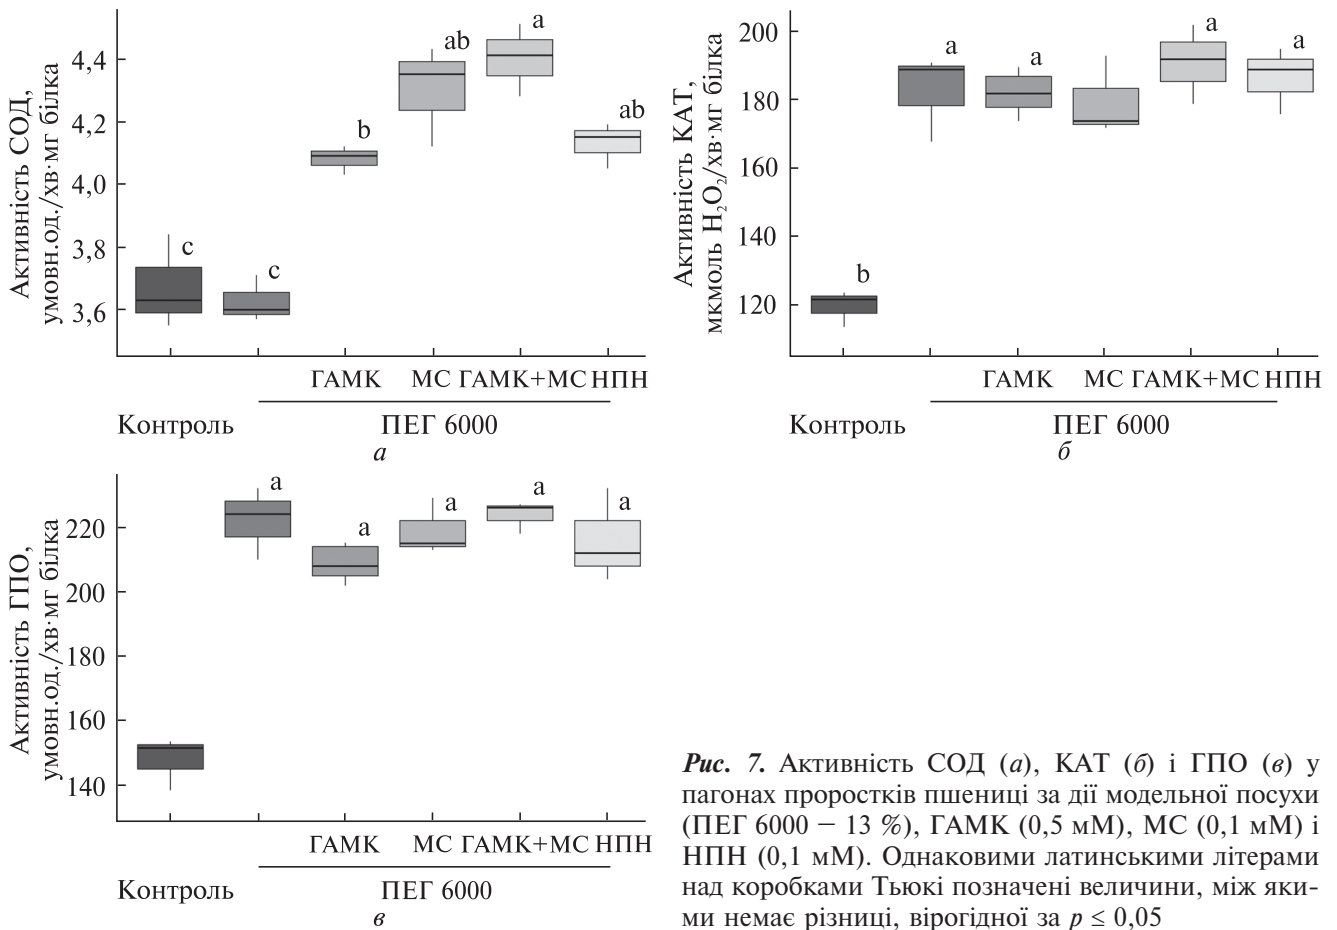 Активність СОД,
умовн.од./хв·мг білка
4,4
4,2
4,0
3,8
3,6
c
c
b
ab
a
ab
ГАМК МС ГАМК+МС НПН
Контроль ПЕГ 6000
а
Активність КАТ,
мкмоль H₂O₂/хв·мг білка
200
180
160
140
120
b
a
a
a
a
ГАМК МС ГАМК+МС НПН
Контроль ПЕГ 6000
б
Активність ГПО,
умовн.од./хв·мг білка
220
200
180
160
140
a
a
a
a
a
ГАМК МС ГАМК+МС НПН
Контроль ПЕГ 6000
в
Рис. 7. Активність СОД (а), КАТ (б) і ГПО (в) у
пагонах проростків пшениці за дії модельної посухи
(ПЕГ 6000 – 13 %), ГАМК (0,5 мМ), МС (0,1 мМ) і
НПН (0,1 мМ). Однаковими латинськими літерами
над коробками Тьюкі позначені величини, між яки-
ми немає різниці, вірогідної за p ≤ 0,05